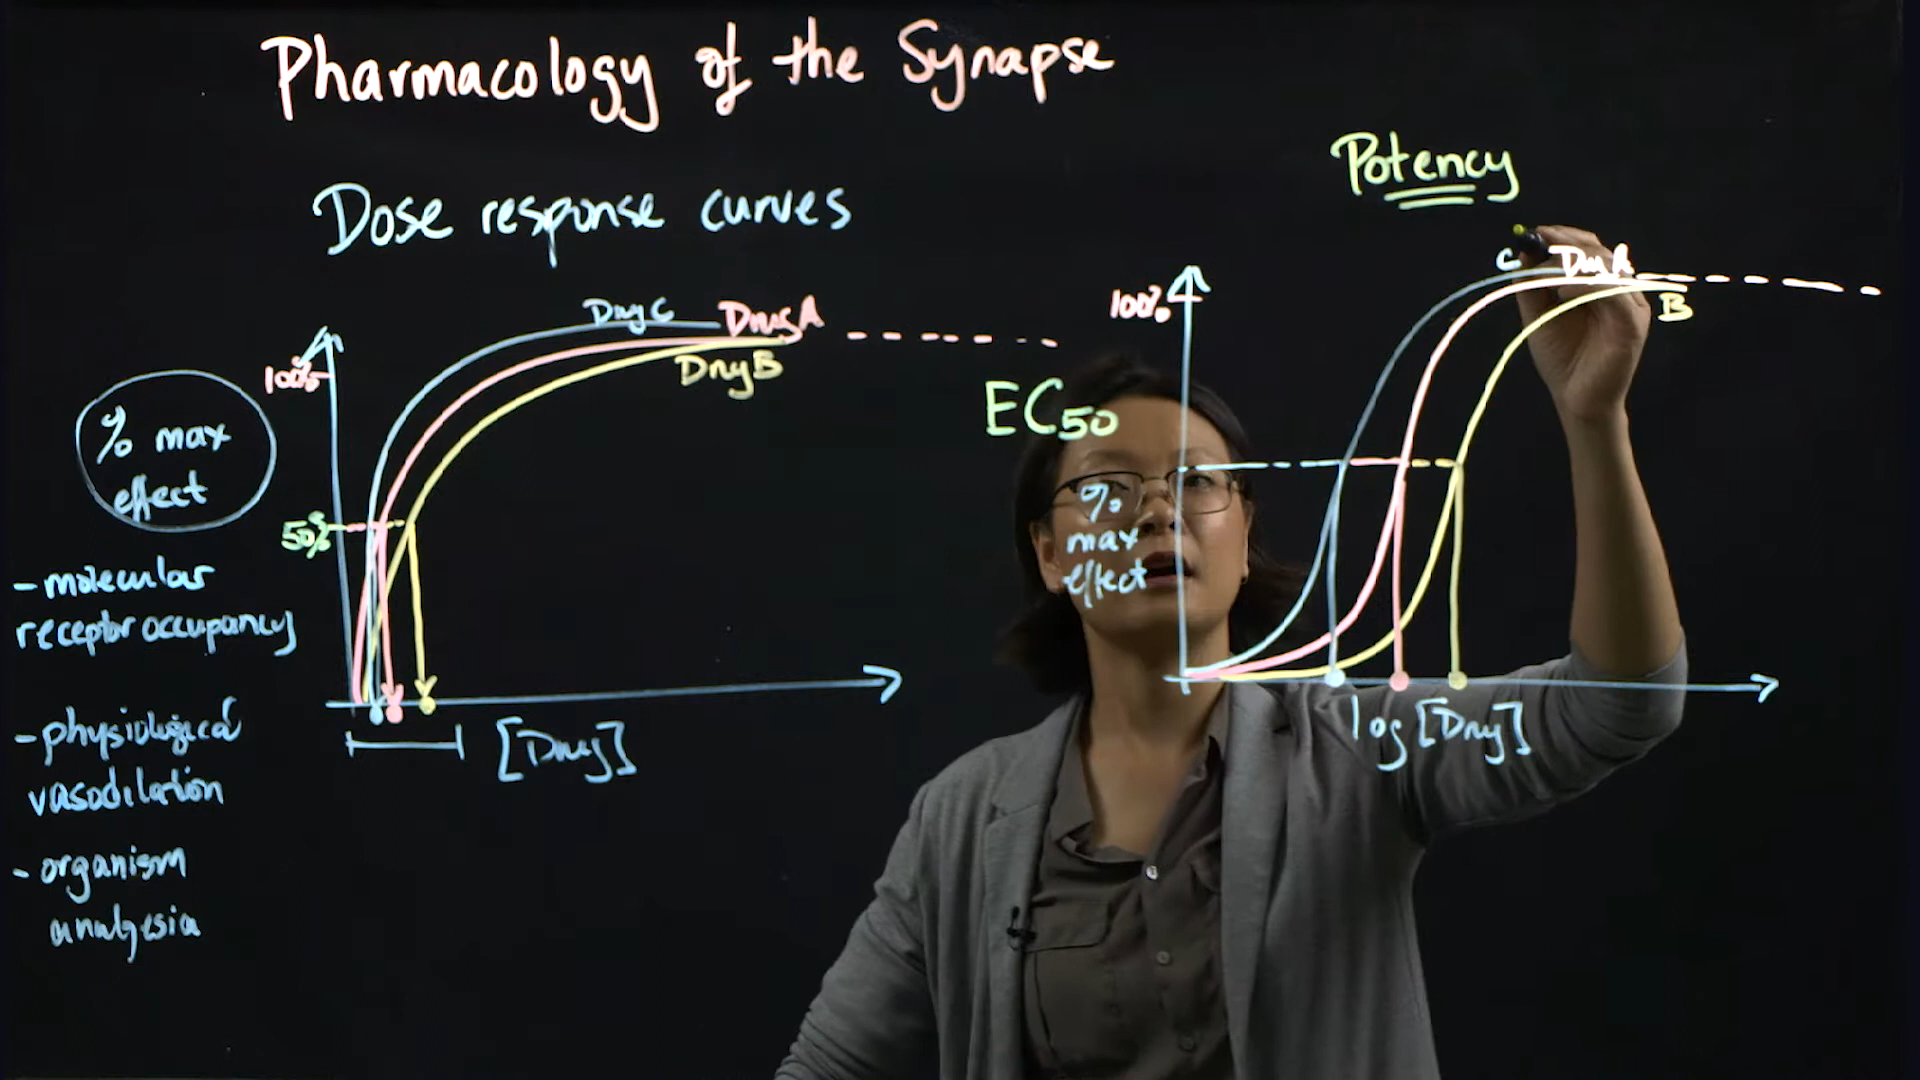 Pharmacology of the Synapse
Dose response curves
Potency
Drug C
Drug A
Drug B
100%
50%
% max
effect
- molecular
receptor occupancy
- physiological
vasodilation
- organism
analgesia
[Drug]
EC50
C
Drug A
B
100%
%
max
effect
log [Drug]